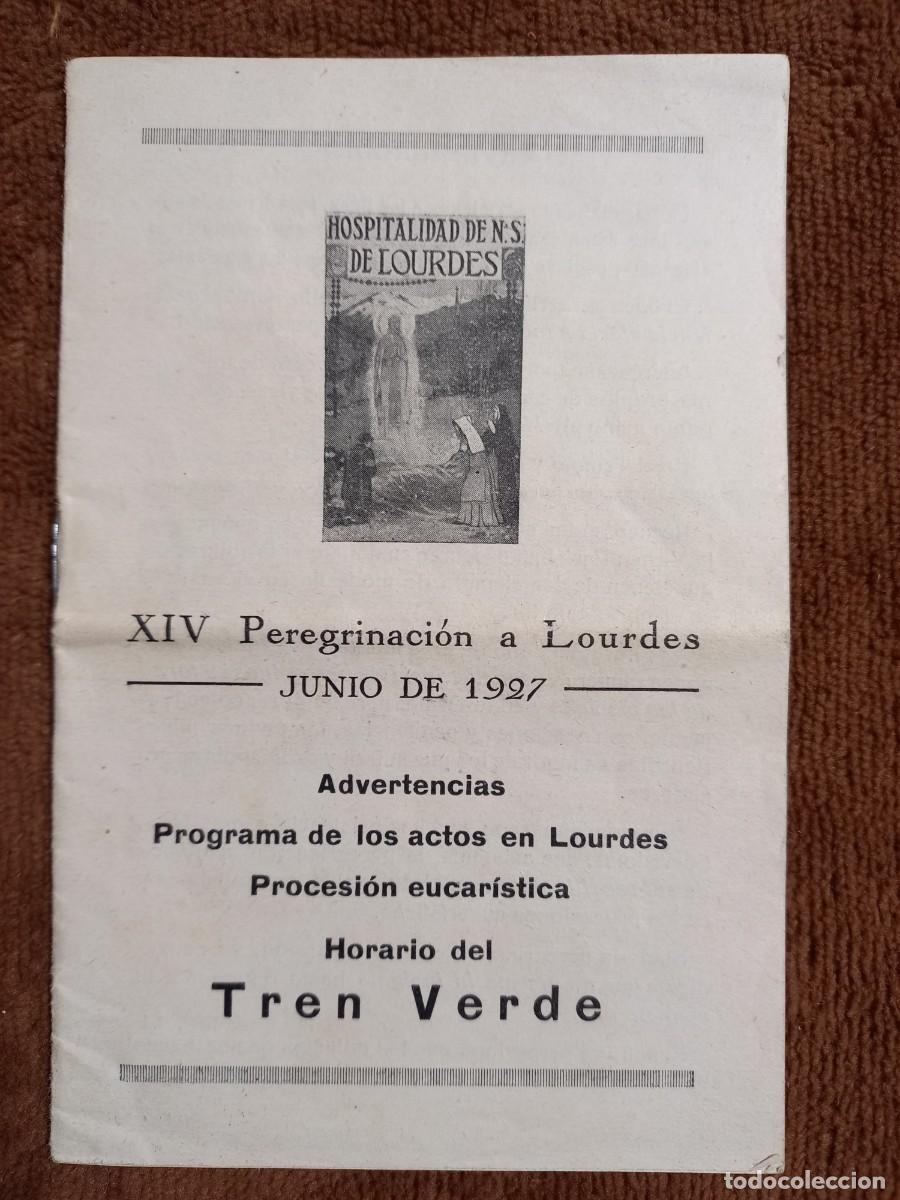 HOSPITALIDAD DE N. S.
DE LOURDES
XIV Peregrinación a Lourdes
JUNIO DE 1927
Advertencias
Programa de los actos en Lourdes
Procesión eucarística
Horario del
Tren Verde
todocoleccion